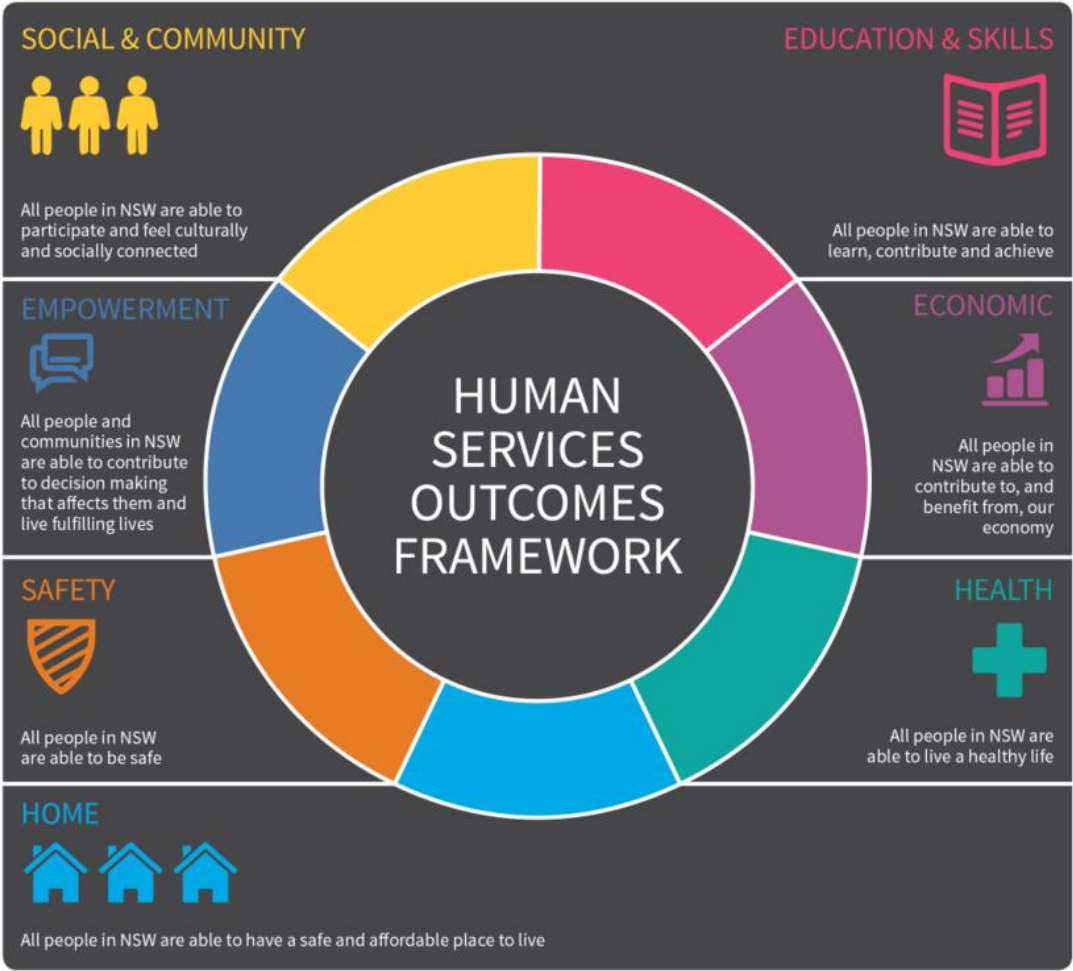 SOCIAL & COMMUNITY
All people in NSW are able to
participate and feel culturally
and socially connected
EDUCATION & SKILLS
All people in NSW are able to
learn, contribute and achieve
EMPOWERMENT
All people and
communities in NSW
are able to contribute
to decision making
that affects them and
live fulfilling lives
HUMAN
SERVICES
OUTCOMES
FRAMEWORK
ECONOMIC
All people in
NSW are able to
contribute to, and
benefit from, our
economy
SAFETY
All people in NSW
are able to be safe
HEALTH
All people in NSW are
able to live a healthy life
HOME
All people in NSW are able to have a safe and affordable place to live